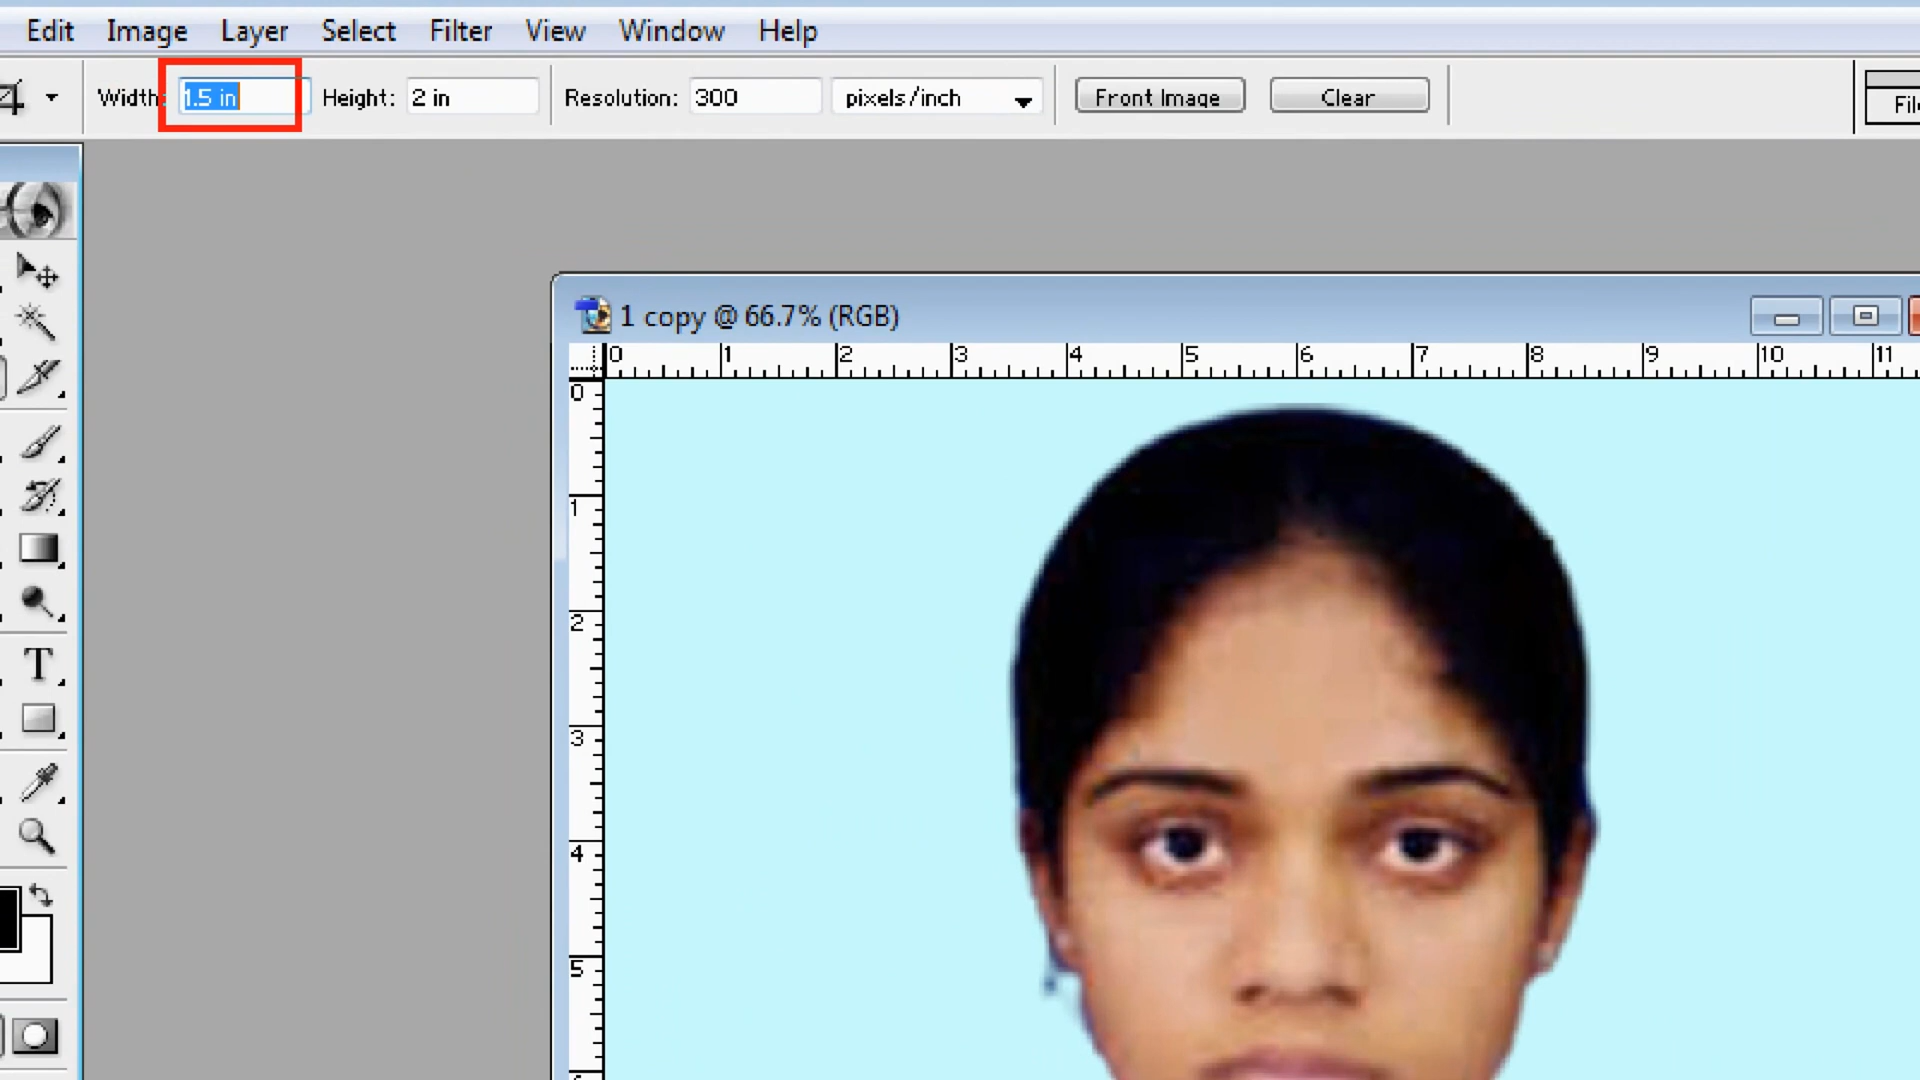 Edit Image Layer Select Filter View Window Help
Width: 1.5 in Height: 2 in Resolution: 300 pixels/inch Front Image Clear
1 copy @ 66.7% (RGB)
0 1 2 3 4 5 6 7 8 9 10 11
0
1
2
3
4
5
T